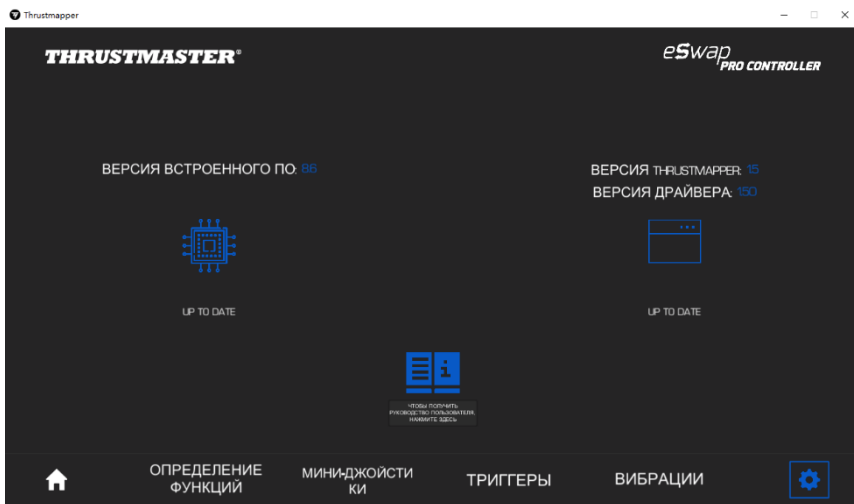 Thrustmapper
THRUSTMASTER®
eSwap
PRO CONTROLLER
ВЕРСИЯ ВСТРОЕННОГО ПО: 86
ВЕРСИЯ THRUSTMAPPER: 15
ВЕРСИЯ ДРАЙВЕРА: 150
UP TO DATE
UP TO DATE
ЧТОБЫ ПОЛУЧИТЬ
РУКОВОДСТВО ПОЛЬЗОВАТЕЛЯ,
НАЖМИТЕ ЗДЕСЬ
ОПРЕДЕЛЕНИЕ
ФУНКЦИЙ
МИНИ-ДЖОЙСТИ
КИ
ТРИГГЕРЫ
ВИБРАЦИИ